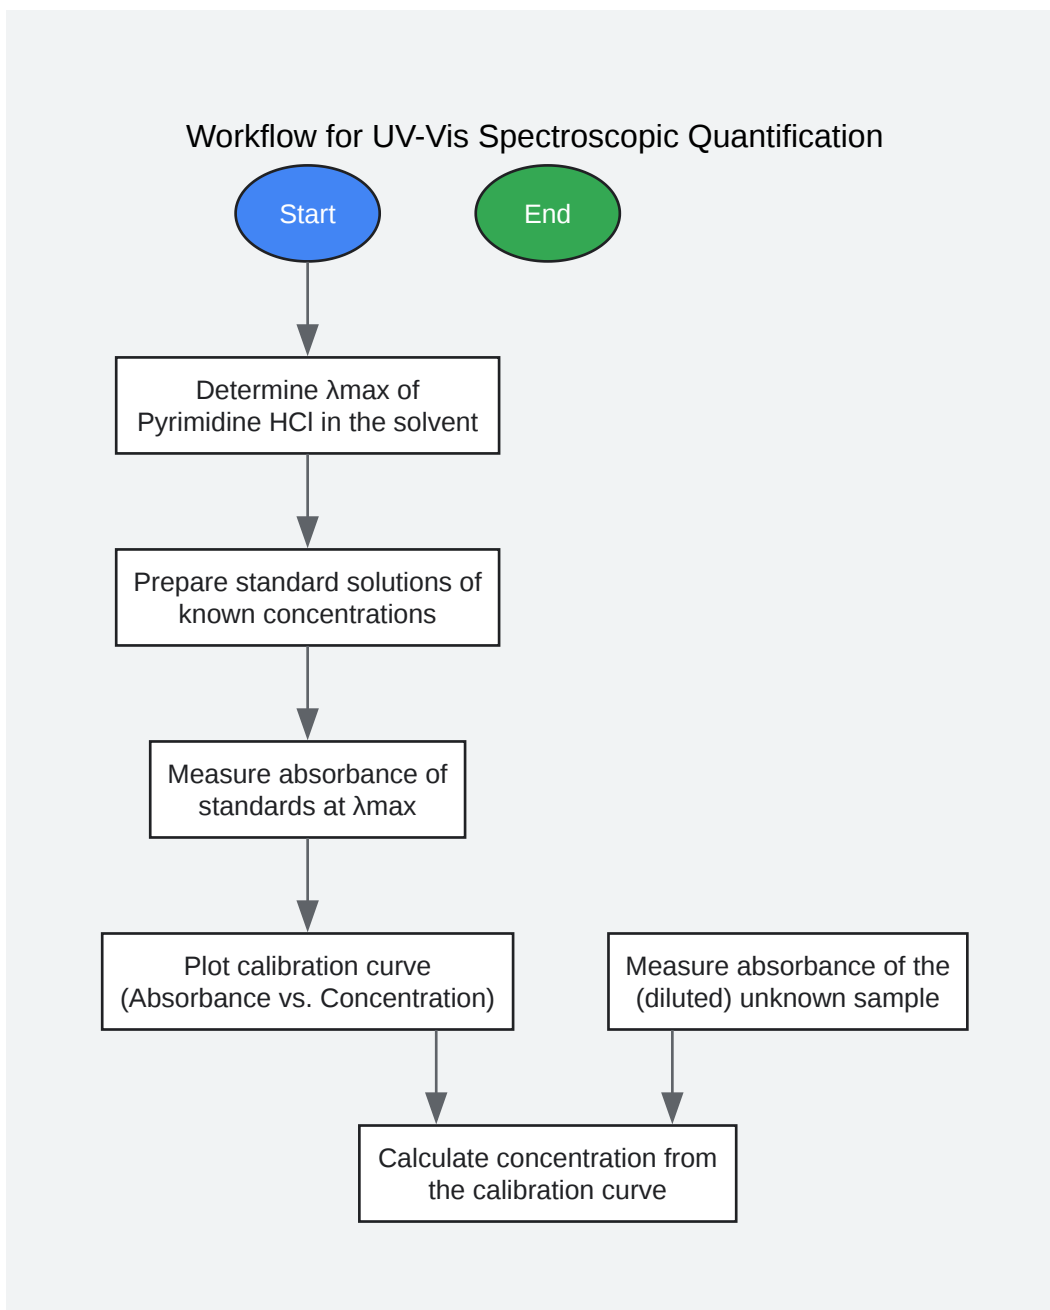 Workflow for UV-Vis Spectroscopic Quantification
Start
End
Determine λmax of
Pyrimidine HCl in the solvent
Prepare standard solutions of
known concentrations
Measure absorbance of
standards at λmax
Plot calibration curve
(Absorbance vs. Concentration)
Measure absorbance of the
(diluted) unknown sample
Calculate concentration from
the calibration curve